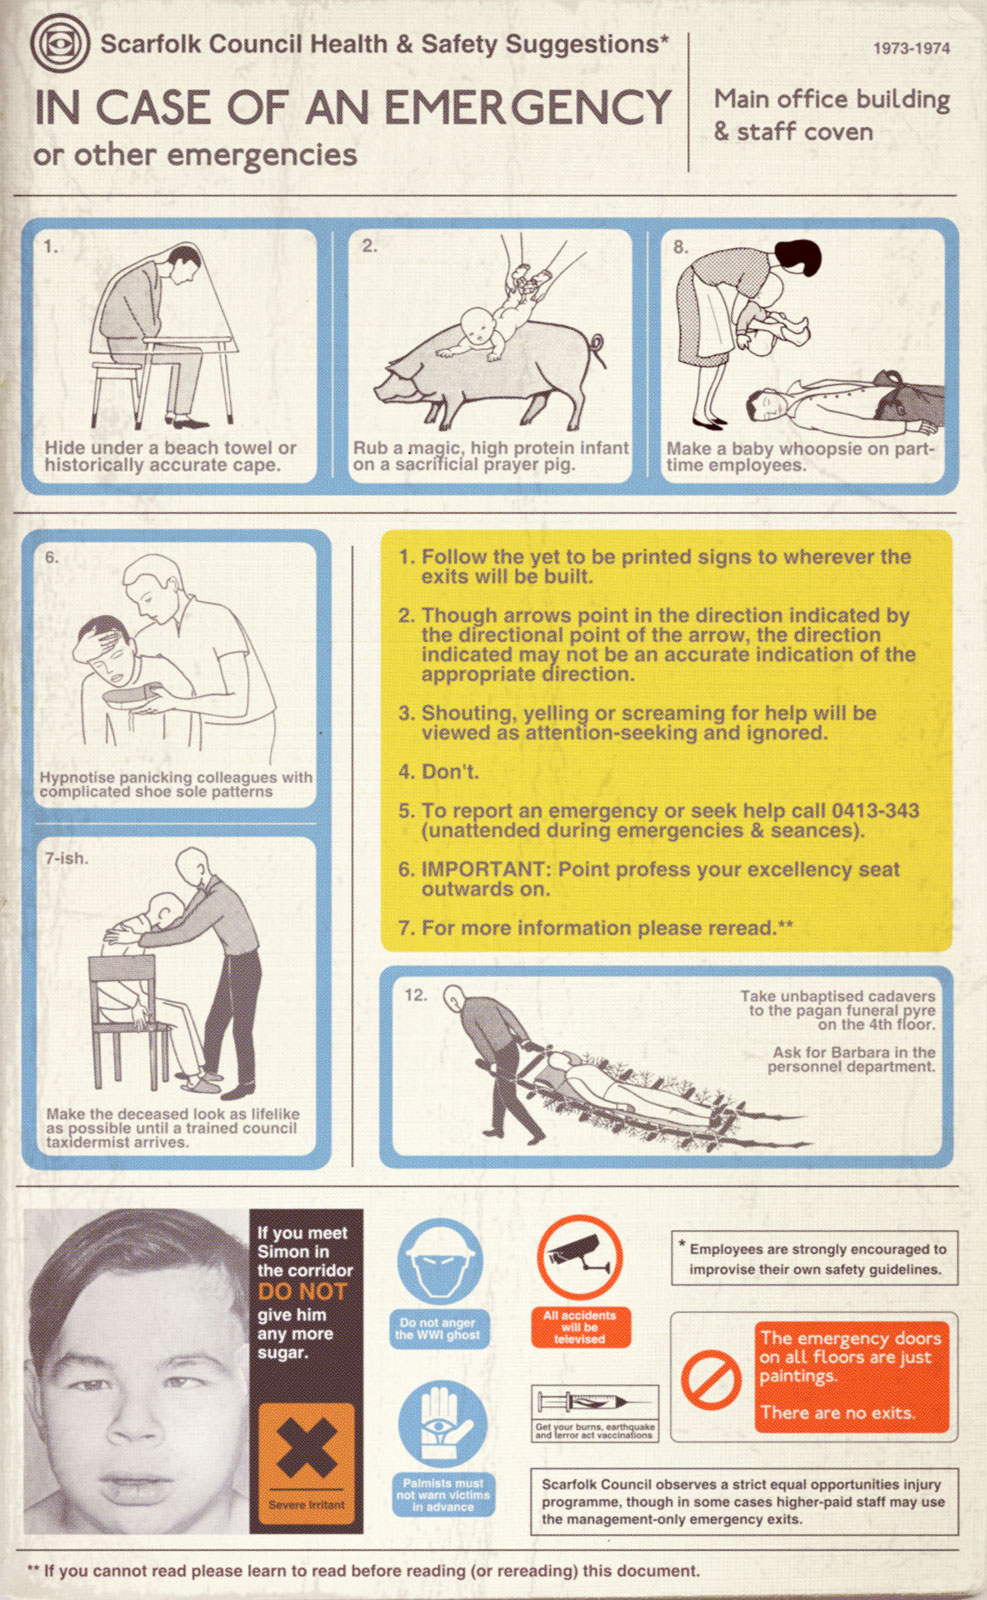 Scarfolk Council Health & Safety Suggestions*
1973-1974
IN CASE OF AN EMERGENCY
or other emergencies
Main office building
& staff coven
1.
Hide under a beach towel or
historically accurate cape.
2.
Rub a magic, high protein infant
on a sacrificial prayer pig.
8.
Make a baby whoopsie on part-
time employees.
6.
Hypnotise panicking colleagues with
complicated shoe sole patterns
7-ish.
Make the deceased look as lifelike
as possible until a trained council
taxidermist arrives.
1. Follow the yet to be printed signs to wherever the
exits will be built.
2. Though arrows point in the direction indicated by
the directional point of the arrow, the direction
indicated may not be an accurate indication of the
appropriate direction.
3. Shouting, yelling or screaming for help will be
viewed as attention-seeking and ignored.
4. Don't.
5. To report an emergency or seek help call 0413-343
(unattended during emergencies & seances).
6. IMPORTANT: Point profess your excellency seat
outwards on.
7. For more information please reread.**
12.
Take unbaptised cadavers
to the pagan funeral pyre
on the 4th floor.
Ask for Barbara in the
personnel department.
If you meet
Simon in
the corridor
DO NOT
give him
any more
sugar.
Severe Irritant
Do not anger
the WWI ghost
All accidents
will be
televised
Palmists must
not warn victims
in advance
Get your burns, earthquake
and terror act vaccinations
* Employees are strongly encouraged to
improvise their own safety guidelines.
The emergency doors
on all floors are just
paintings.
There are no exits.
Scarfolk Council observes a strict equal opportunities injury
programme, though in some cases higher-paid staff may use
the management-only emergency exits.
** If you cannot read please learn to read before reading (or rereading) this document.